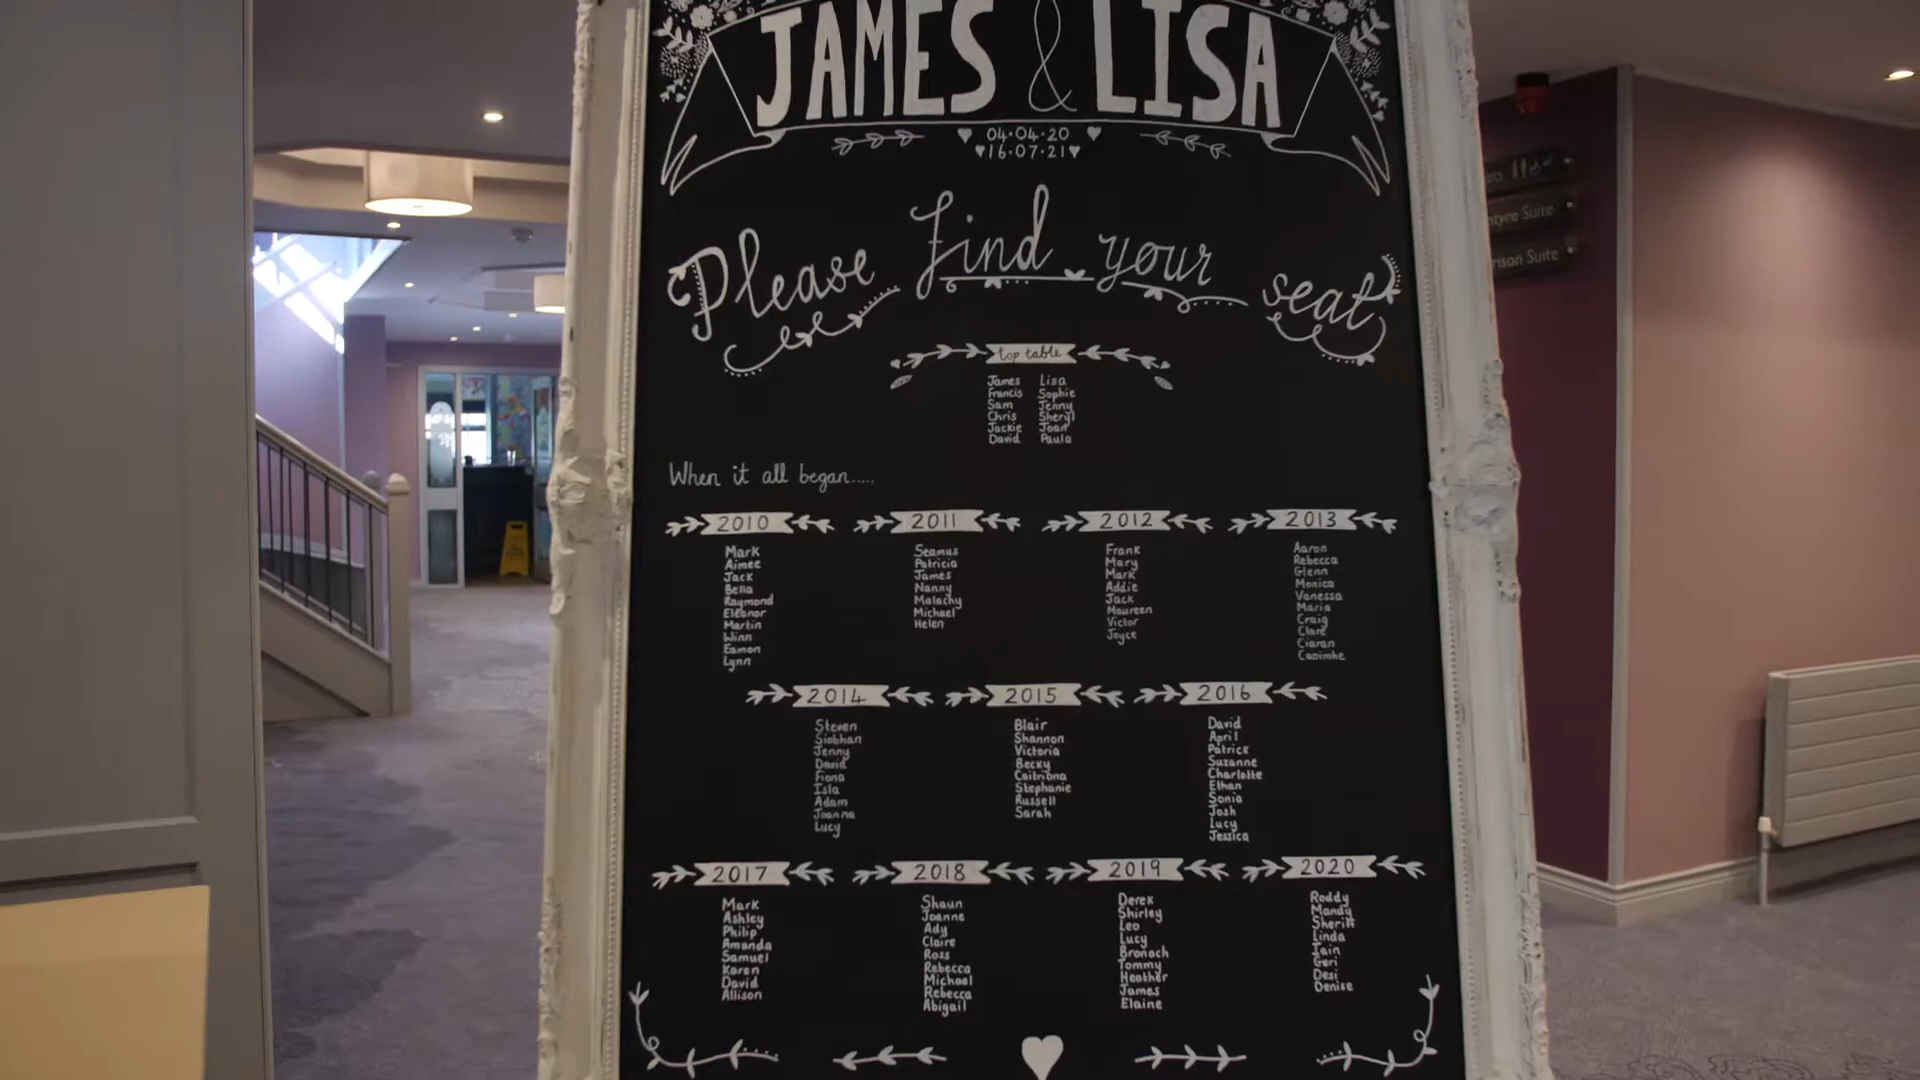 JAMES & LISA
04·04·20
16·07·21
Please find your seat
top table
James Lisa
Francis Sophie
Sam Jenny
Chris Sheryl
Jackie Joan
David Paula
When it all began.....
2010 2011 2012 2013
Mark
Aimee
Jack
Bella
Raymond
Eleanor
Martin
Winn
Eamon
Lynn
Seamus
Patricia
James
Nanny
Malachy
Michael
Helen
Frank
Mary
Mark
Addie
Jack
Maureen
Victor
Joyce
Aaron
Rebecca
Glenn
Monica
Vanessa
Maria
Craig
Clare
Ciaran
Caoimhe
2014 2015 2016
Steven
Siobhan
Jenny
David
Fiona
Isla
Adam
Joanna
Lucy
Blair
Shannon
Victoria
Becky
Caitriona
Stephanie
Russell
Sarah
David
April
Patrick
Suzanne
Charlotte
Ethan
Sonia
Josh
Lucy
Jessica
2017 2018 2019 2020
Mark
Ashley
Philip
Amanda
Samuel
Karen
David
Allison
Shaun
Joanne
Ady
Claire
Ross
Rebecca
Michael
Rebecca
Abigail
Derek
Shirley
Leo
Lucy
Bronach
Tommy
Heather
James
Elaine
Roddy
Mandy
Sheriff
Linda
Iain
Geri
Desi
Denise
Suite
Suite